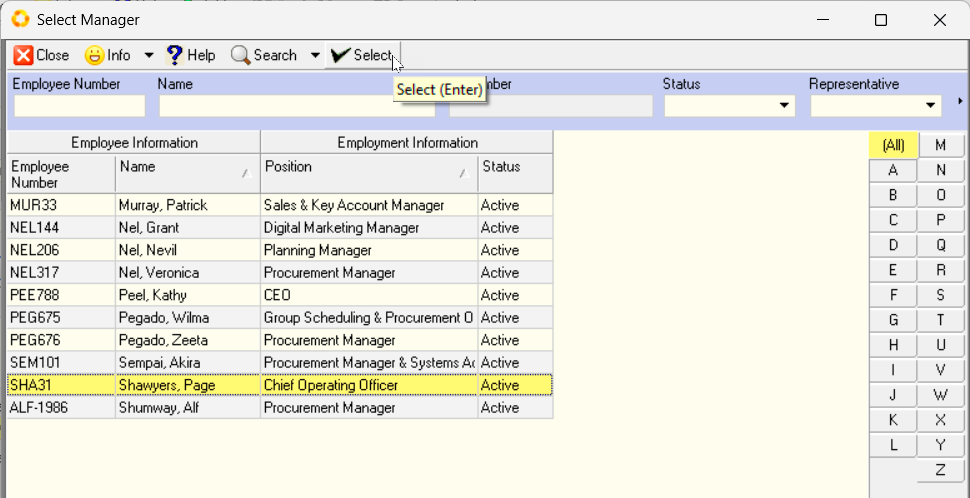 Select Manager
Close Info Help Search Select
Select (Enter)
Employee Number Name Status Representative
Employee Information Employment Information
Employee Number Name Position Status
MUR33 Murray, Patrick Sales & Key Account Manager Active
NEL144 Nel, Grant Digital Marketing Manager Active
NEL206 Nel, Nevil Planning Manager Active
NEL317 Nel, Veronica Procurement Manager Active
PEE788 Peel, Kathy CEO Active
PEG675 Pegado, Wilma Group Scheduling & Procurement O Active
PEG676 Pegado, Zeeta Procurement Manager Active
SEM101 Sempai, Akira Procurement Manager & Systems Ac Active
SHA31 Shawyers, Page Chief Operating Officer Active
ALF-1986 Shumway, Alf Procurement Manager Active
(All) M
A N
B O
C P
D Q
E R
F S
G T
H U
I V
J W
K X
L Y
Z